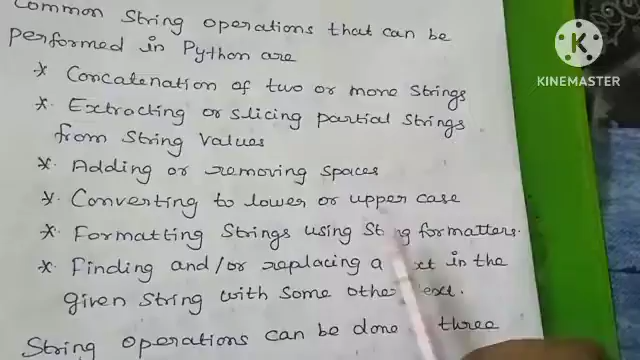 Common String operations that can be
performed in Python are
* Concatenation of two or more strings
* Extracting or slicing partial Strings
from String values
* Adding or removing spaces
* Converting to lower or upper case
* Formatting Strings using formatters.
* Finding and/or replacing a in the
given String with some
String operations can be done three
KINEMASTER